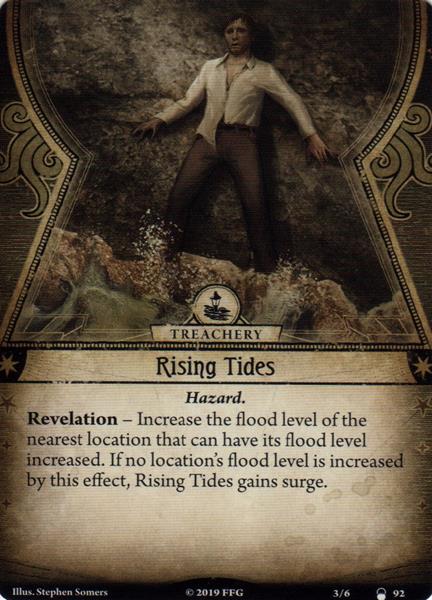 TREACHERY
Rising Tides
Hazard.
Revelation – Increase the flood level of the
nearest location that can have its flood level
increased. If no location's flood level is increased
by this effect, Rising Tides gains surge.
Illus. Stephen Somers © 2019 FFG 3/6 92